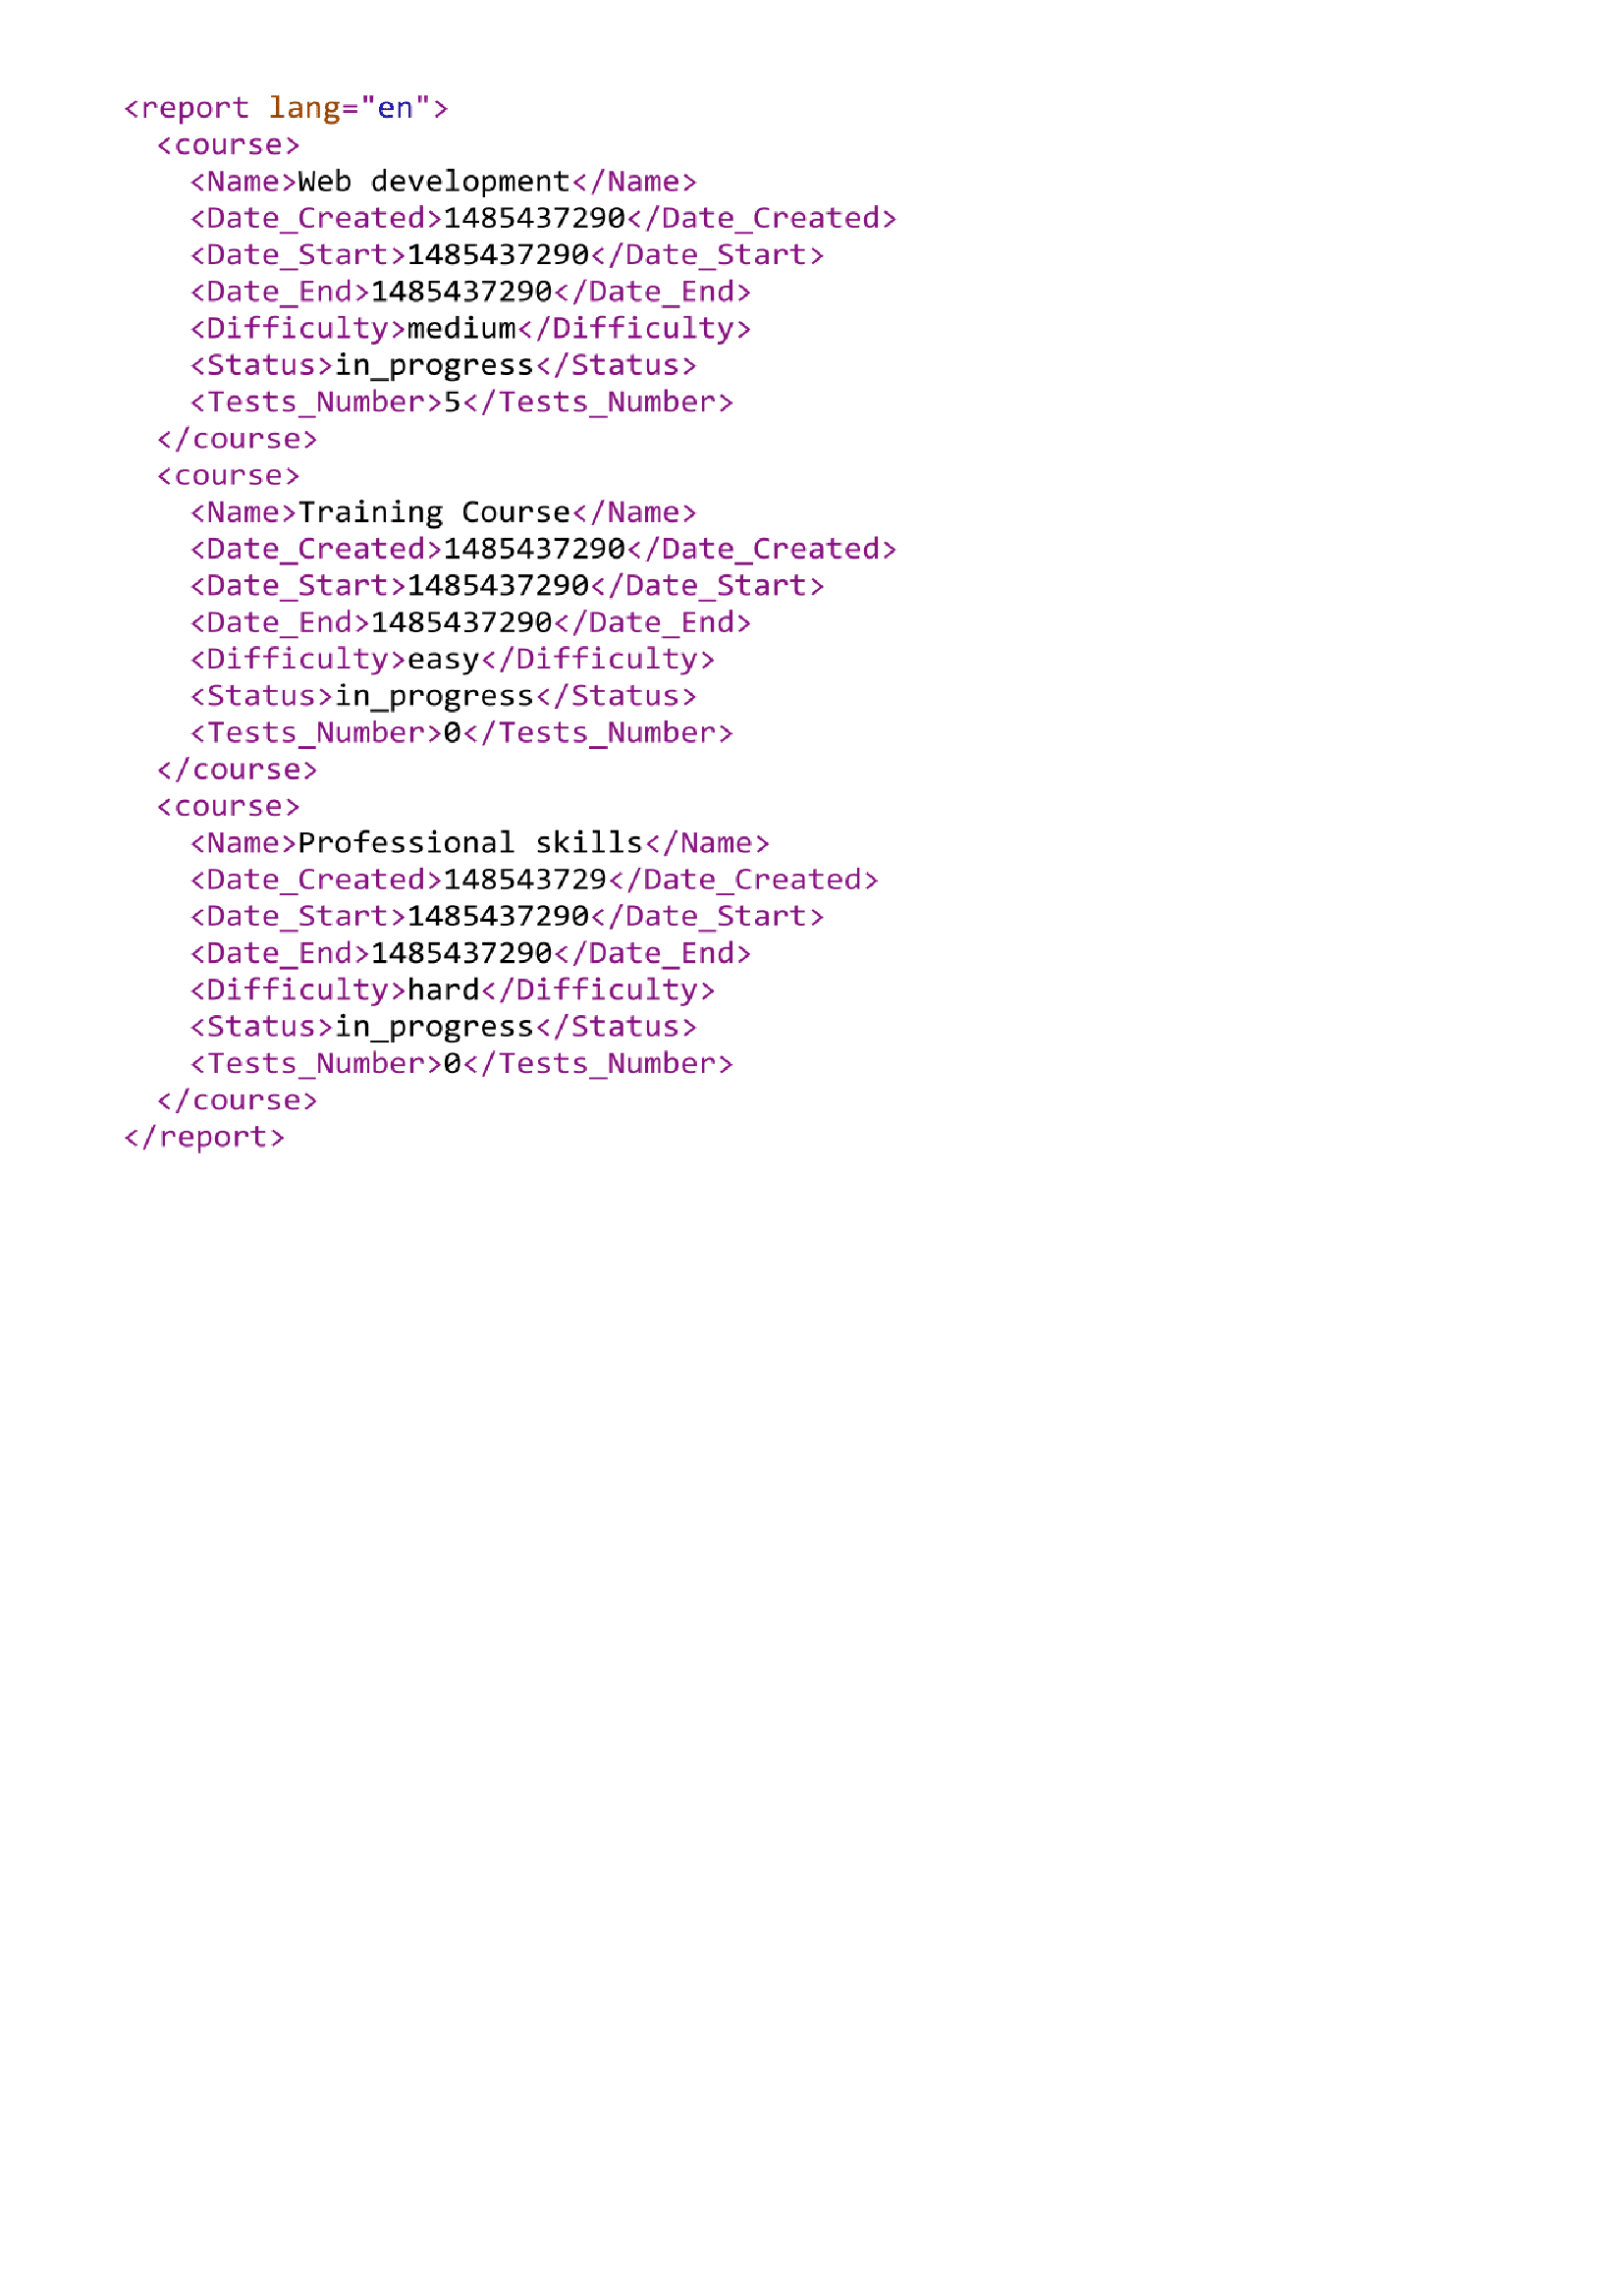 <report lang="en">
<course>
<Name>Web development</Name>
<Date_Created>1485437290</Date_Created>
<Date_Start>1485437290</Date_Start>
<Date_End>1485437290</Date_End>
<Difficulty>medium</Difficulty>
<Status>in_progress</Status>
<Tests_Number>5</Tests_Number>
</course>
<course>
<Name>Training Course</Name>
<Date_Created>1485437290</Date_Created>
<Date_Start>1485437290</Date_Start>
<Date_End>1485437290</Date_End>
<Difficulty>easy</Difficulty>
<Status>in_progress</Status>
<Tests_Number>0</Tests_Number>
</course>
<course>
<Name>Professional skills</Name>
<Date_Created>148543729</Date_Created>
<Date_Start>1485437290</Date_Start>
<Date_End>1485437290</Date_End>
<Difficulty>hard</Difficulty>
<Status>in_progress</Status>
<Tests_Number>0</Tests_Number>
</course>
</report>